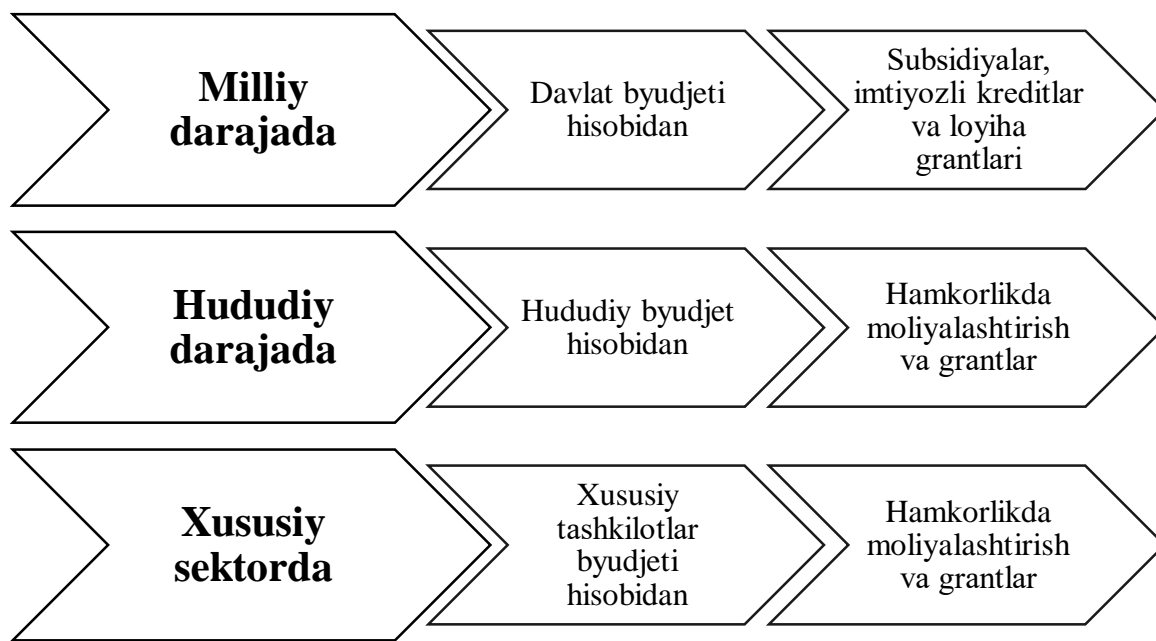 Milliy
darajada
Davlat byudjeti
hisobidan
Subsidiyalar,
imtiyozli kreditlar
va loyiha
grantlari
Hududiy
darajada
Hududiy byudjet
hisobidan
Hamkorlikda
moliyalashtirish
va grantlar
Xususiy
sektorda
Xususiy
tashkilotlar
byudjeti
hisobidan
Hamkorlikda
moliyalashtirish
va grantlar